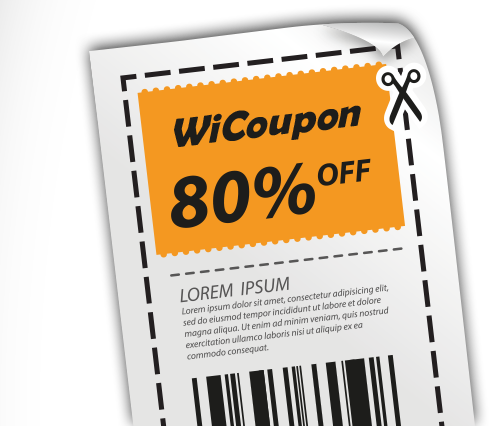 WiCoupon
80% OFF
LOREM IPSUM
Lorem ipsum dolor sit amet, consectetur adipisicing elit,
sed do eiusmod tempor incididunt ut labore et dolore
magna aliqua. Ut enim ad minim veniam, quis nostrud
exercitation ullamco laboris nisi ut aliquip ex ea
commodo consequat.